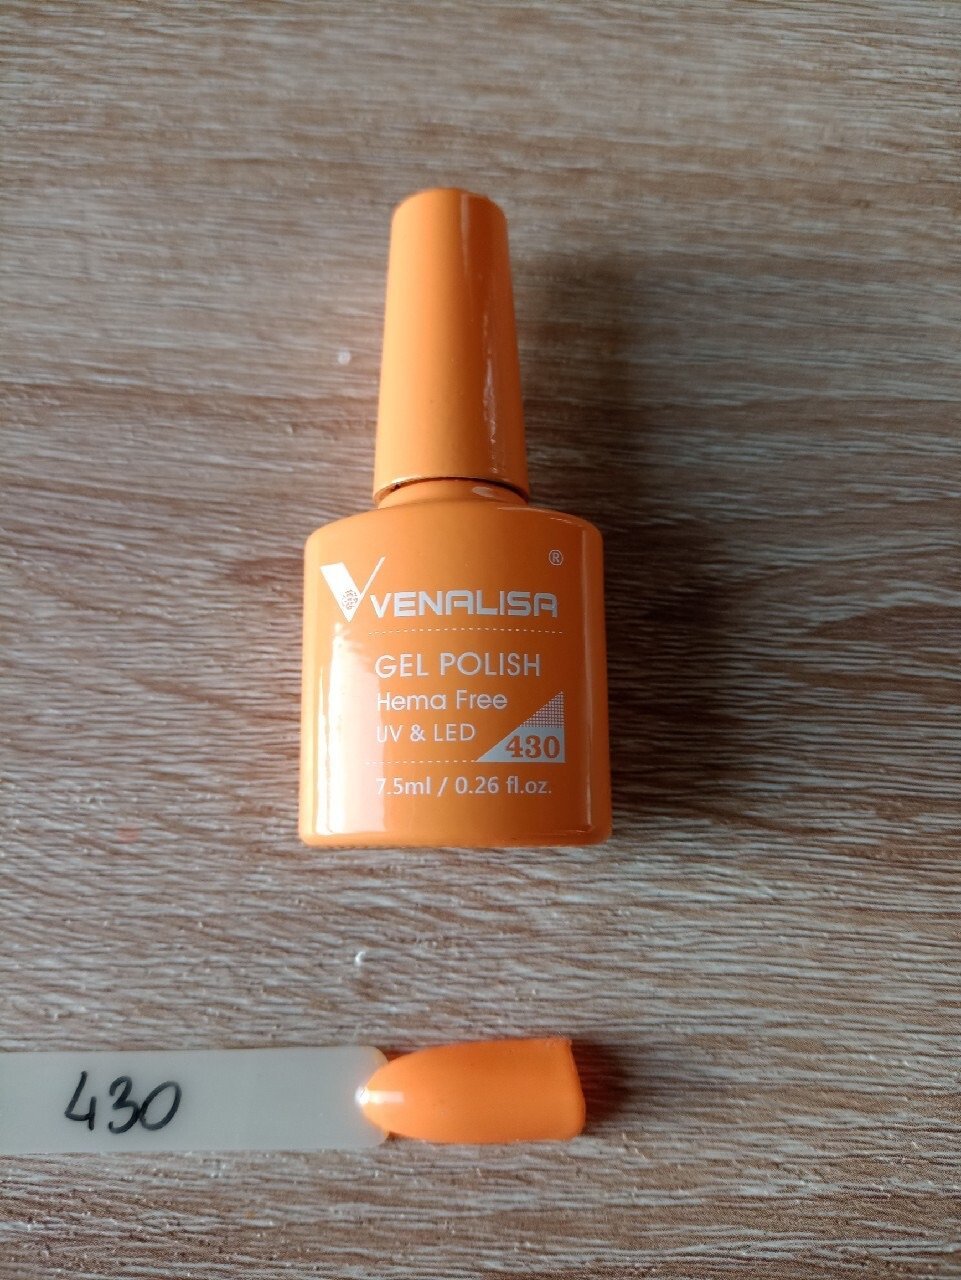 ®
VENALISA
GEL POLISH
Hema Free
UV & LED
430
7.5ml / 0.26 fl.oz.
430